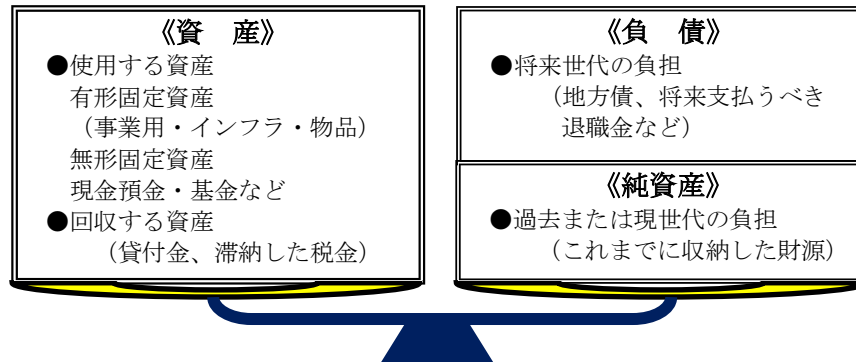 《資　産》
●使用する資産
有形固定資産
（事業用・インフラ・物品）
無形固定資産
現金預金・基金など
●回収する資産
（貸付金、滞納した税金）
《負　債》
●将来世代の負担
（地方債、将来支払うべき
退職金など）
《純資産》
●過去または現世代の負担
（これまでに収納した財源）